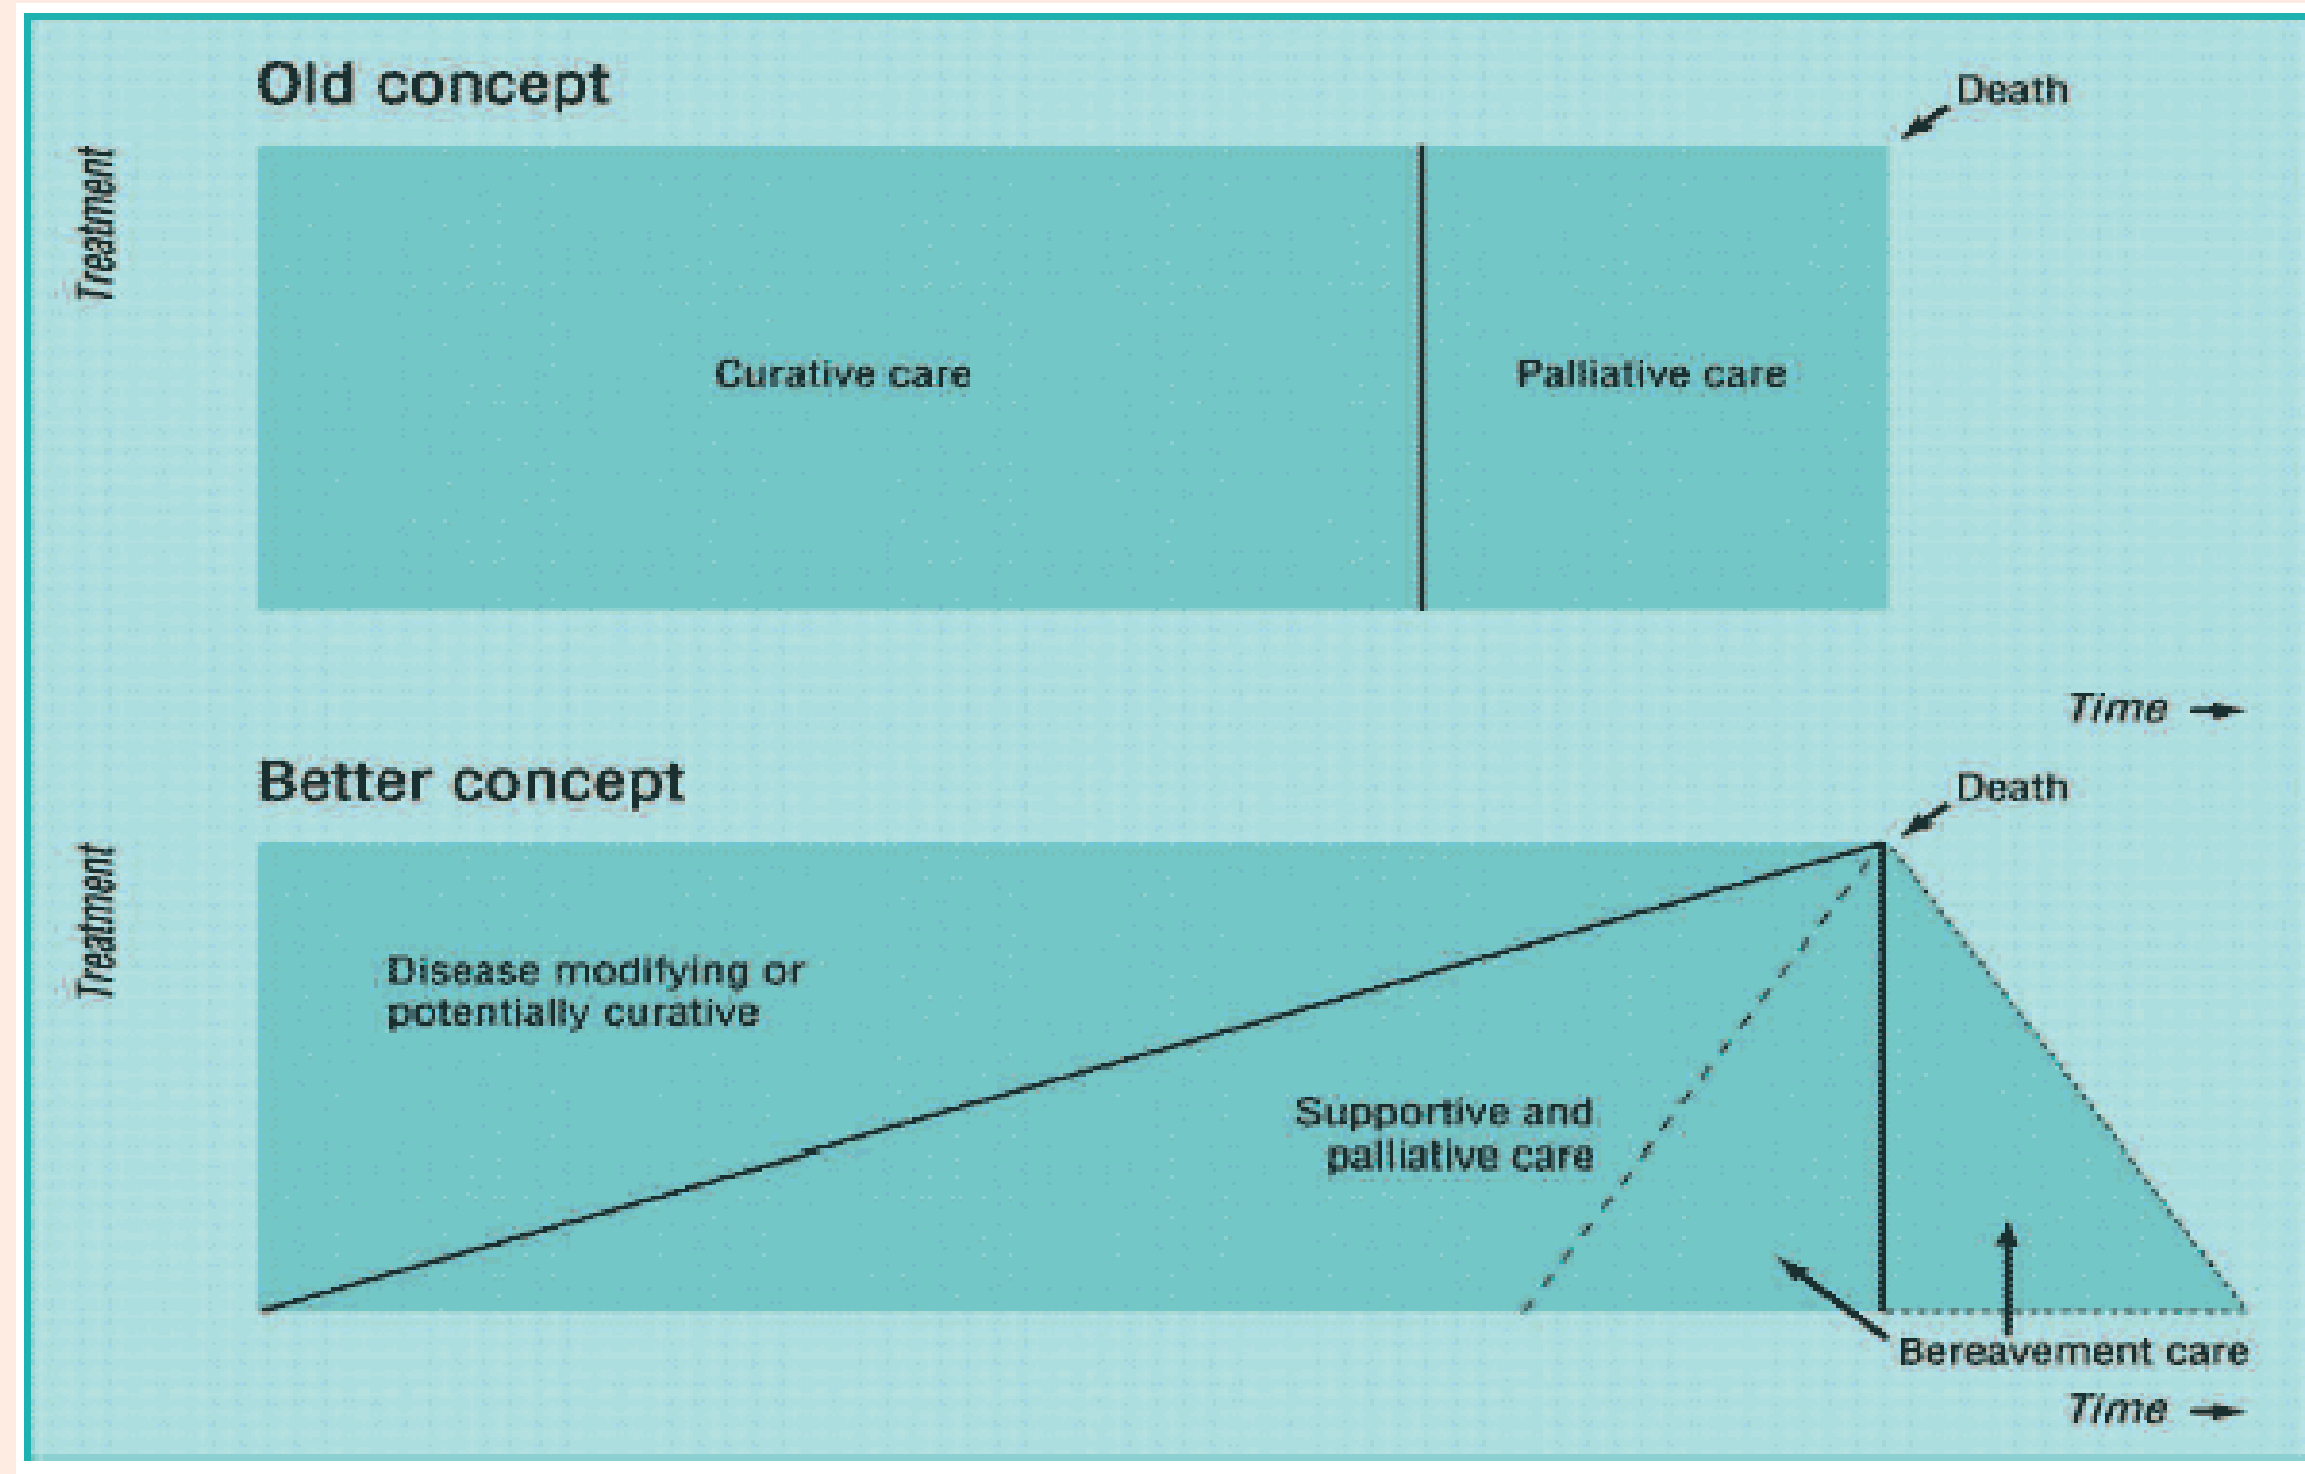 Old concept
Death
Treatment
Curative care
Palliative care
Time
Better concept
Death
Treatment
Disease modifying or
potentially curative
Supportive and
palliative care
Bereavement care
Time